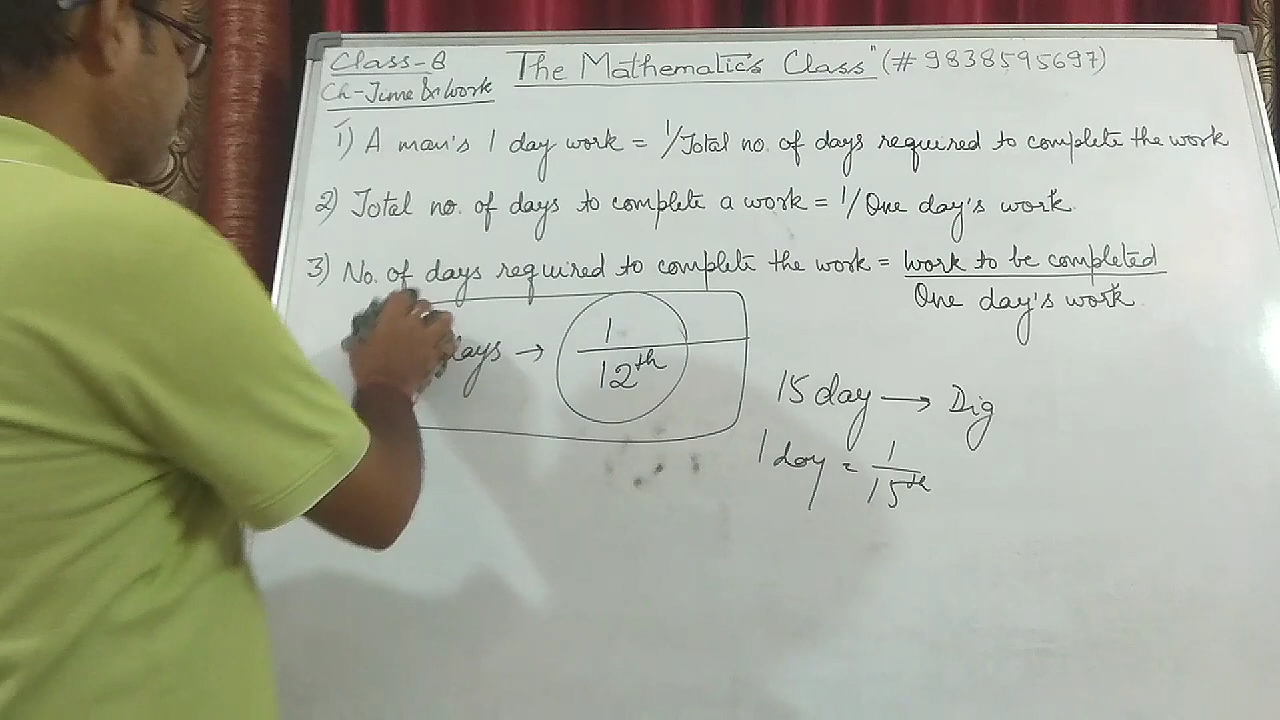 Class-8 The Mathematics Class" (#9838595697)
Ch-Time & Work
1) A man's 1 day work = 1/Total no. of days required to complete the work
2) Total no. of days to complete a work = 1/One day's work
3) No. of days required to complete the work = work to be completed
One day's work
days → 1
12th
15 day → Dig
1 day = 1
15th